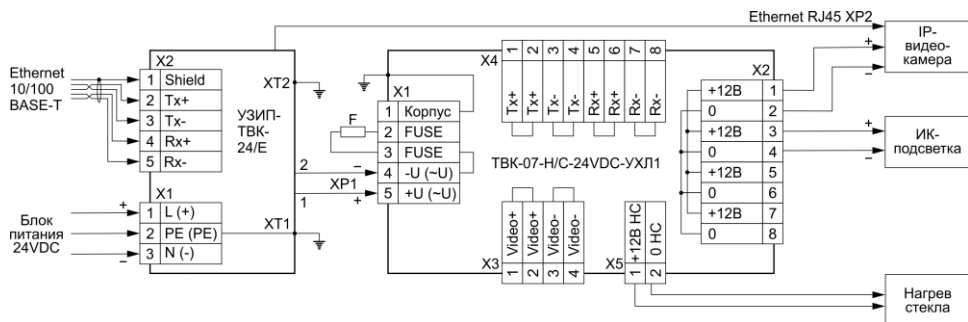 Ethernet RJ45 XP2
IP-
видео-
камера
+
−
Ethernet
10/100
BASE-T
X2
1 Shield
2 Tx+
3 Tx-
4 Rx+
5 Rx-
УЗИП-
ТВК-
24/Е
XT2
X1
1 L (+)
2 PE (PE)
3 N (-)
Блок
питания
24VDC
+
−
XT1
2
−
XP1
1
+
F
X1
1 Корпус
2 FUSE
3 FUSE
4 -U (~U)
5 +U (~U)
X4
1 2 3 4 5 6 7 8
Tx+ Tx+ Tx- Tx- Rx+ Rx+ Rx- Rx-
ТВК-07-Н/С-24VDC-УХЛ1
X2
+12В 1
0 2
+12В 3
0 4
+12В 5
0 6
+12В 7
0 8
+
−
ИК-
подсветка
X3
Video+ Video+ Video- Video-
1 2 3 4
X5
+12В НС 0 НС
1 2
Нагрев
стекла